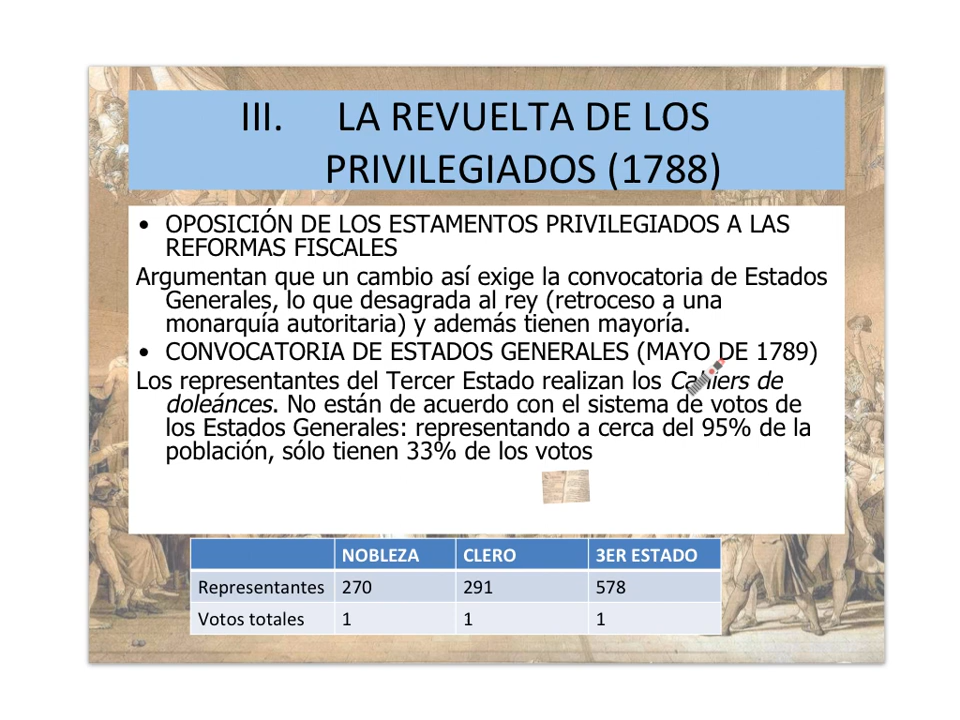 III. LA REVUELTA DE LOS
PRIVILEGIADOS (1788)
• OPOSICIÓN DE LOS ESTAMENTOS PRIVILEGIADOS A LAS
REFORMAS FISCALES
Argumentan que un cambio así exige la convocatoria de Estados
Generales, lo que desagrada al rey (retroceso a una
monarquía autoritaria) y además tienen mayoría.
• CONVOCATORIA DE ESTADOS GENERALES (MAYO DE 1789)
Los representantes del Tercer Estado realizan los Cahiers de
doleánces. No están de acuerdo con el sistema de votos de
los Estados Generales: representando a cerca del 95% de la
población, sólo tienen 33% de los votos
NOBLEZA CLERO 3ER ESTADO
Representantes 270 291 578
Votos totales 1 1 1